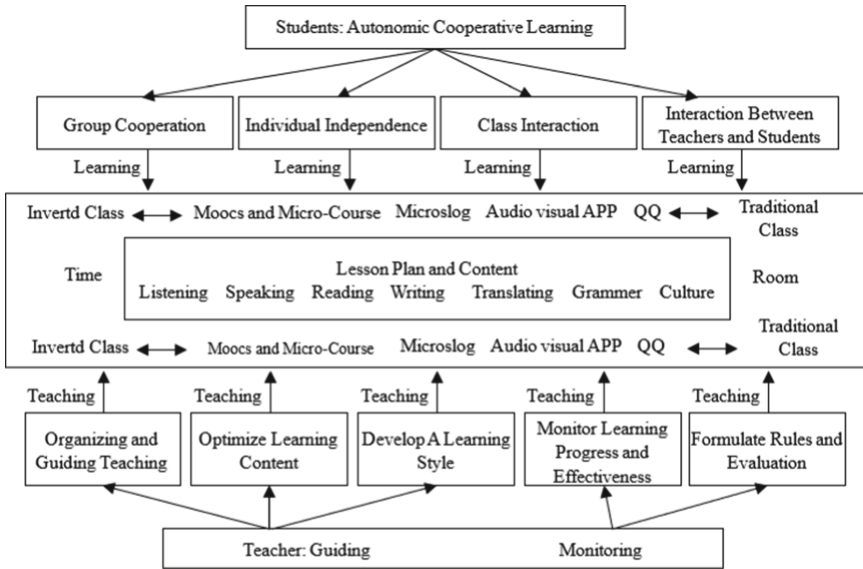 Students: Autonomic Cooperative Learning
Group Cooperation
Individual Independence
Class Interaction
Interaction Between
Teachers and Students
Learning
Learning
Learning
Learning
Invertd Class
Moocs and Micro-Course
Microslog
Audio visual APP
QQ
Traditional
Class
Time
Lesson Plan and Content
Listening Speaking Reading Writing Translating Grammer Culture
Room
Invertd Class
Moocs and Micro-Course
Microslog
Audio visual APP
QQ
Traditional
Class
Teaching
Teaching
Teaching
Teaching
Teaching
Organizing and
Guiding Teaching
Optimize Learning
Content
Develop A Learning
Style
Monitor Learning
Progress and
Effectiveness
Formulate Rules and
Evaluation
Teacher: Guiding
Monitoring